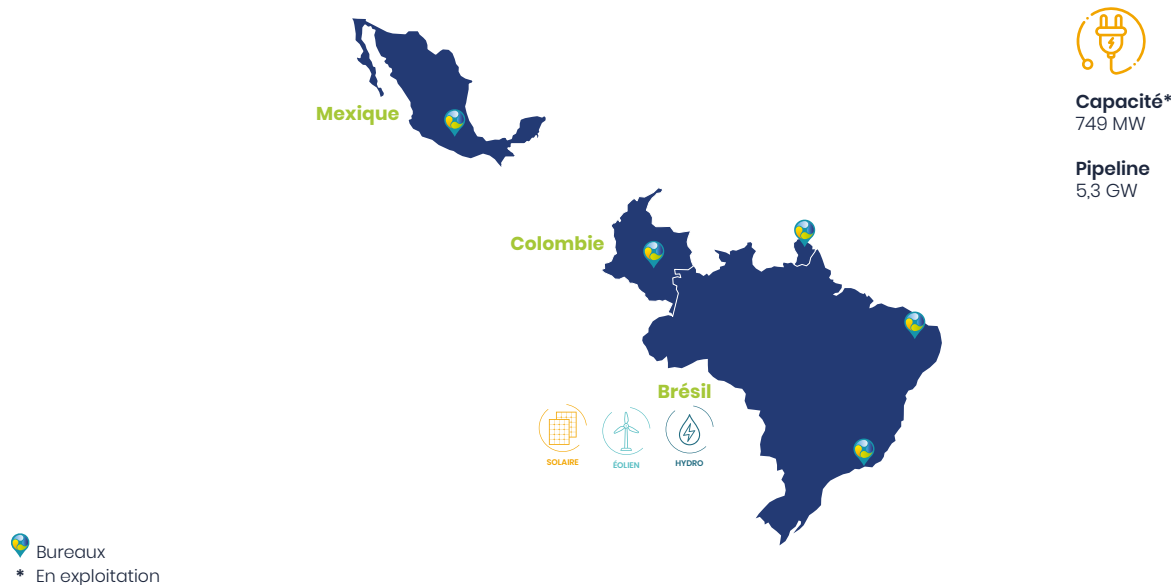 Mexique
Capacité*
749 MW
Pipeline
5,3 GW
Colombie
Brésil
SOLAIRE
ÉOLIEN
HYDRO
Bureaux
* En exploitation